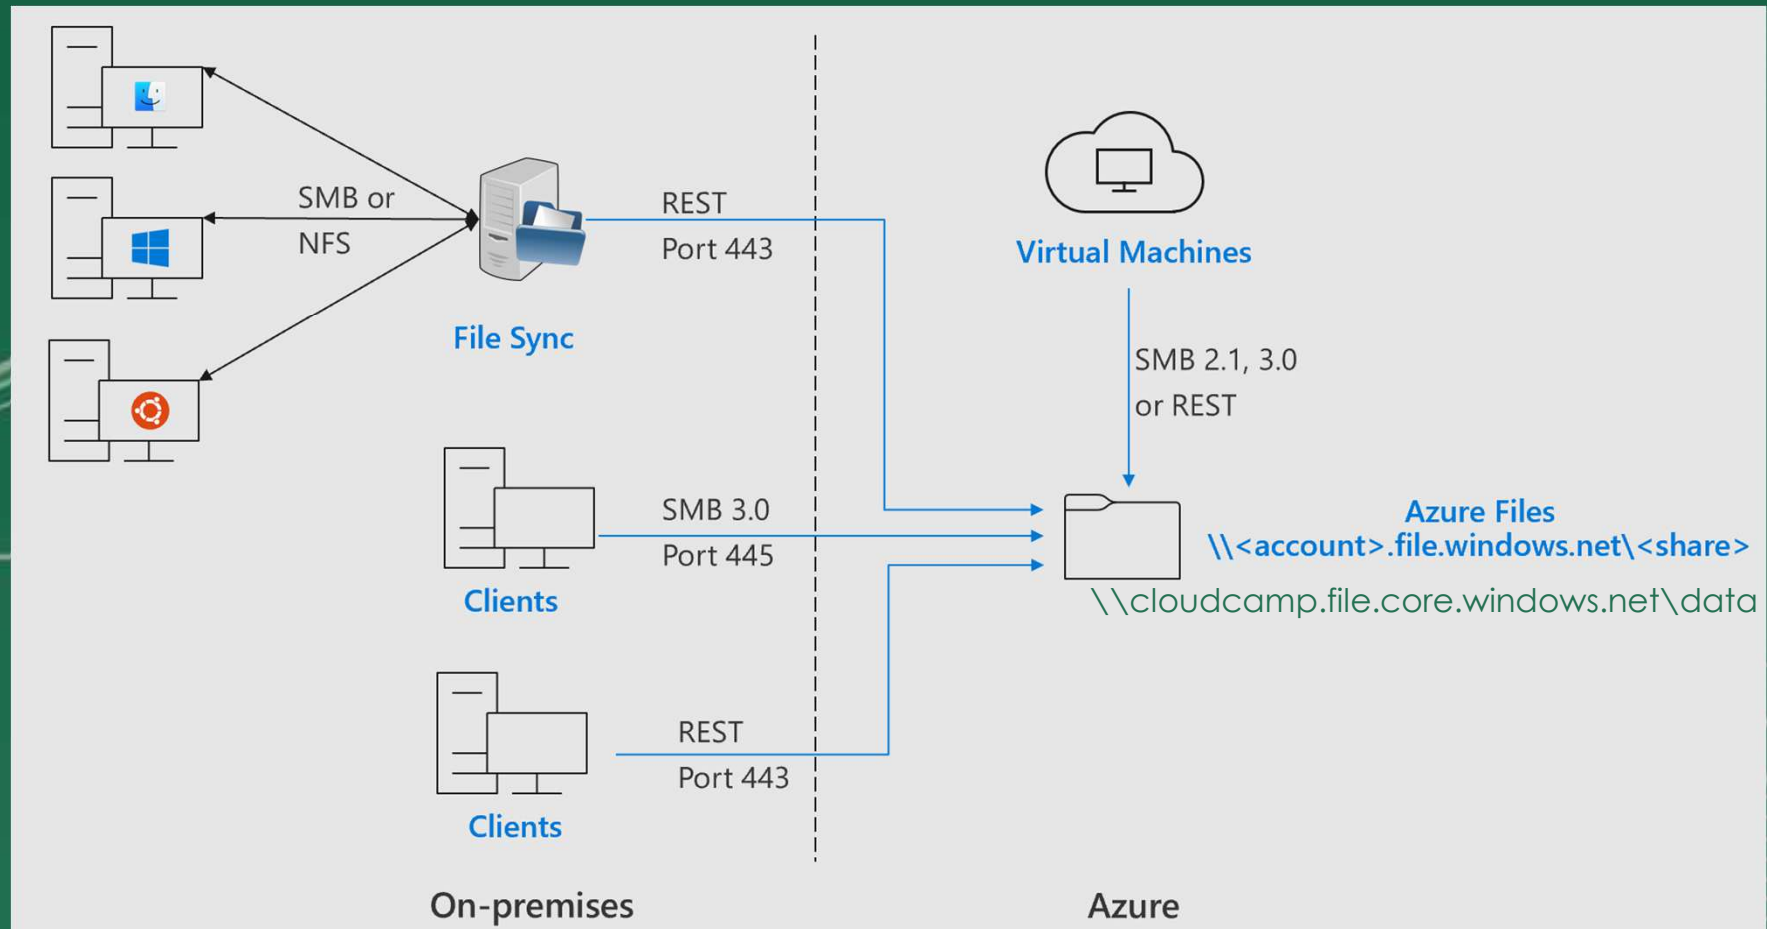 SMB or
NFS
REST
Port 443
File Sync
Virtual Machines
SMB 2.1, 3.0
or REST
SMB 3.0
Port 445
Clients
Azure Files
\\<account>.file.windows.net\<share>
\\cloudcamp.file.core.windows.net\data
REST
Port 443
Clients
On-premises
Azure